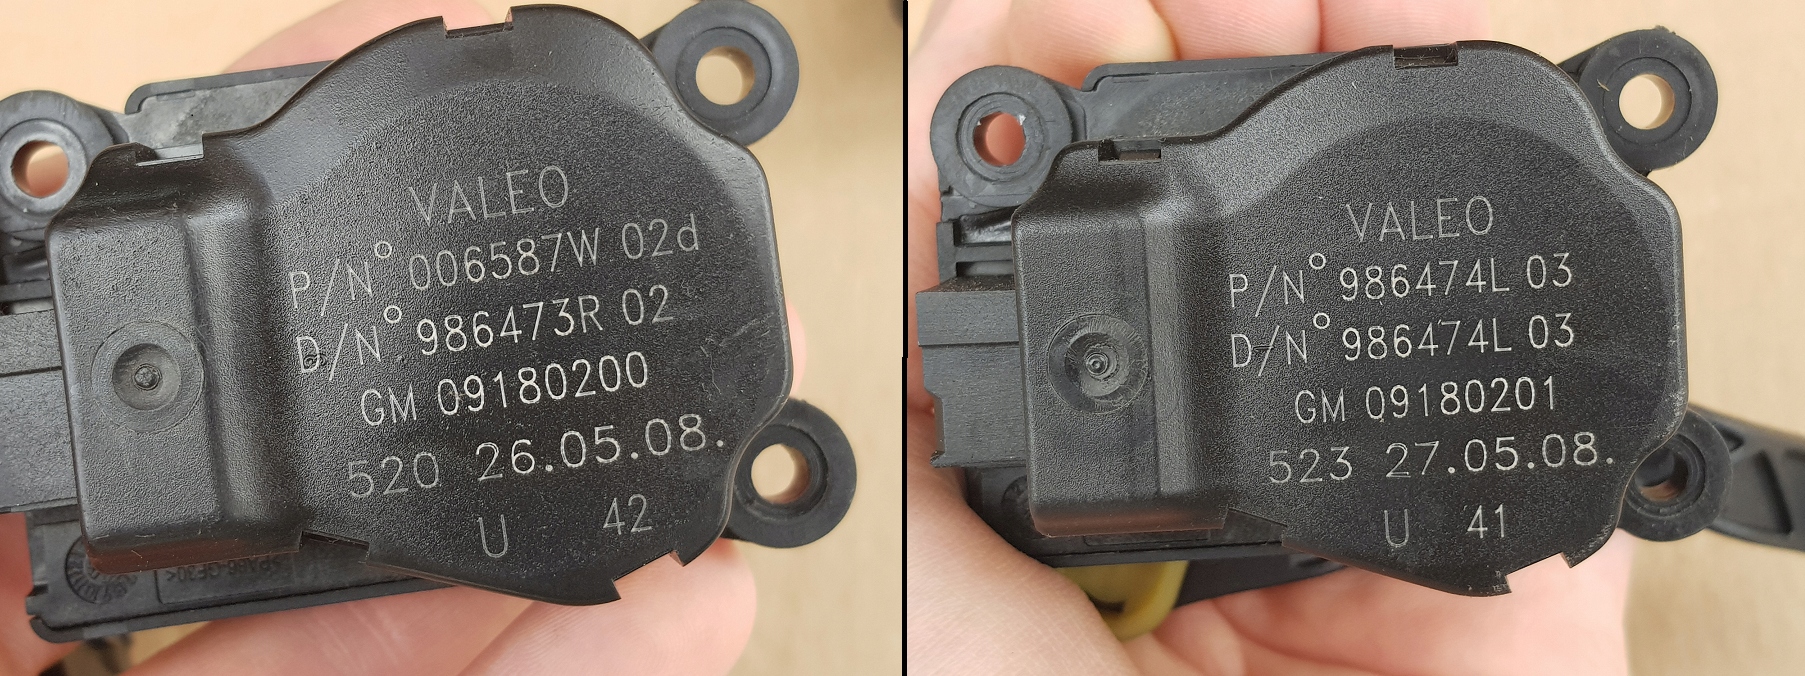 VALEO
P/N° 006587W 02d
D/N° 986473R 02
GM 09180200
520 26.05.08.
U 42
VALEO
P/N° 986474L 03
D/N° 986474L 03
GM 09180201
523 27.05.08.
U 41